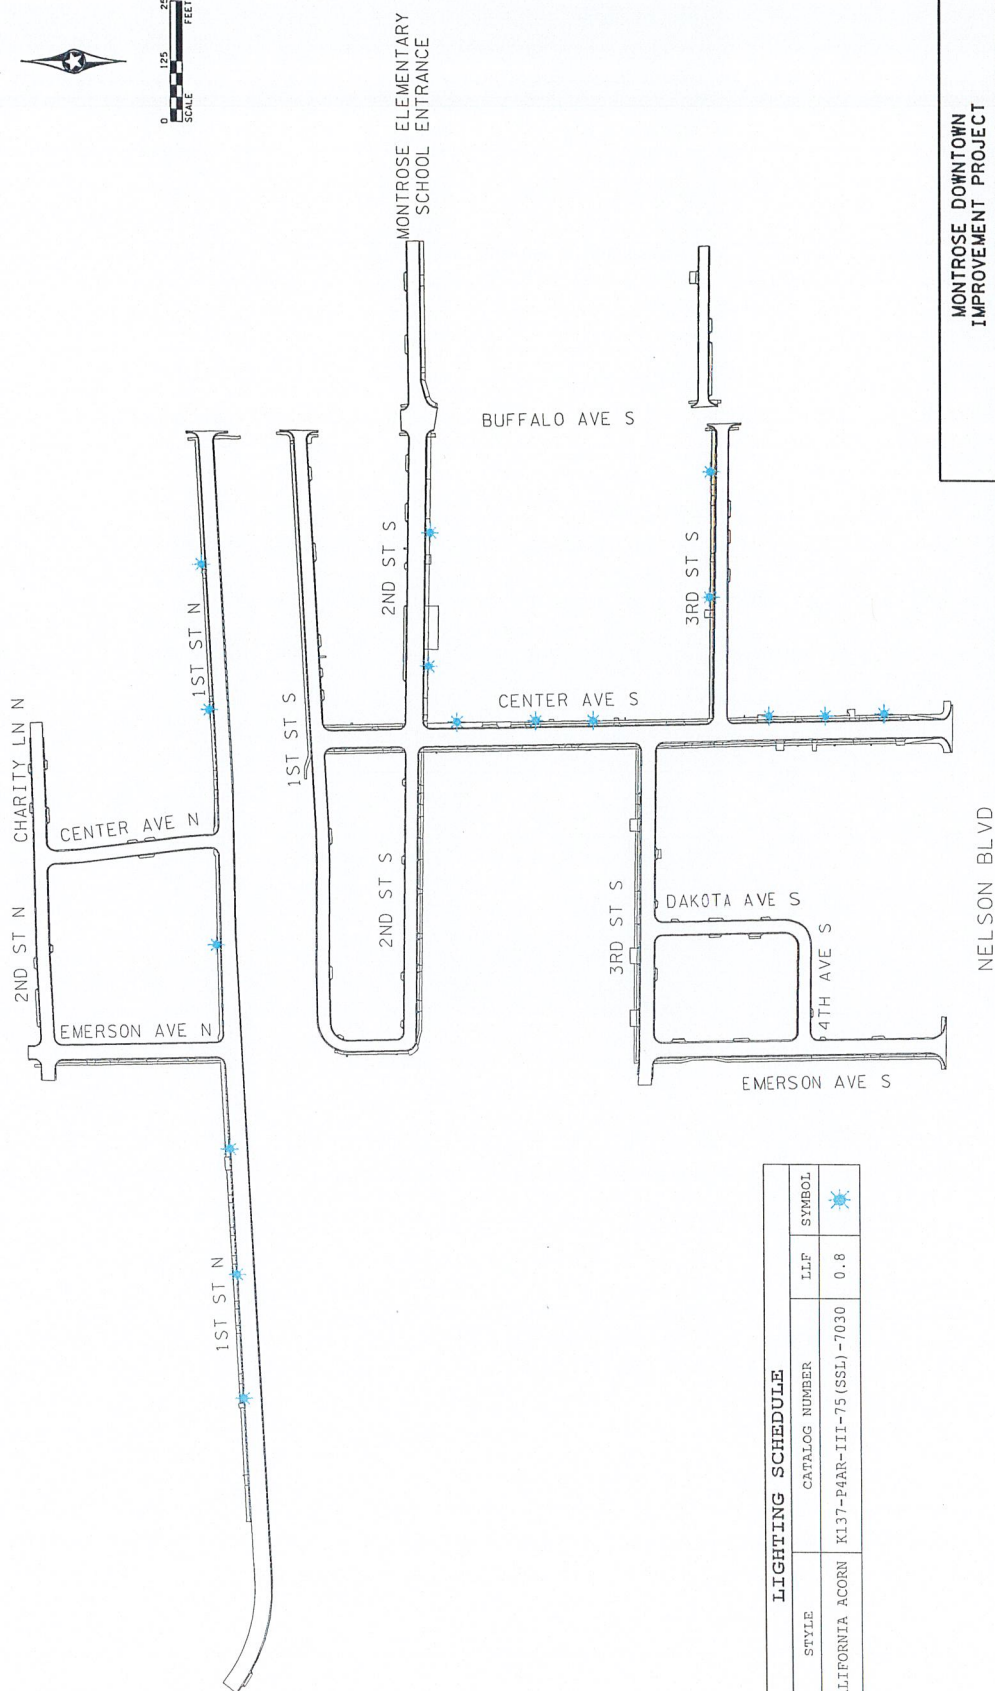 0
125
SCALE
FEET
MONTROSE ELEMENTARY
SCHOOL ENTRANCE
MONTROSE DOWNTOWN
IMPROVEMENT PROJECT
BUFFALO AVE S
2ND ST S
3RD ST S
1ST ST N
CENTER AVE S
1ST ST S
CHARITY LN N
CENTER AVE N
2ND ST N
2ND ST S
3RD ST S
DAKOTA AVE S
4TH AVE S
NELSON BLVD
EMERSON AVE N
EMERSON AVE S
1ST ST N
LIGHTING SCHEDULE
STYLE CATALOG NUMBER LLF SYMBOL
ALIFORNIA ACORN K137-P4AR-III-75(SSL)-7030 0.8